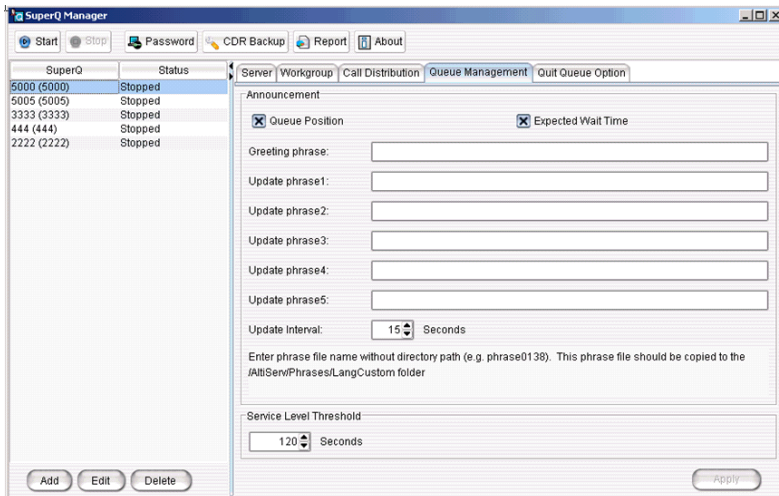 SuperQ Manager
Start Stop Password CDR Backup Report About
SuperQ Status
5000 (5000) Stopped
5005 (5005) Stopped
3333 (3333) Stopped
444 (444) Stopped
2222 (2222) Stopped
Add Edit Delete
Server Workgroup Call Distribution Queue Management Quit Queue Option
Announcement
Queue Position Expected Wait Time
Greeting phrase:
Update phrase1:
Update phrase2:
Update phrase3:
Update phrase4:
Update phrase5:
Update Interval: 15 Seconds
Enter phrase file name without directory path (e.g. phrase0138). This phrase file should be copied to the
/AltiServ/Phrases/LangCustom folder
Service Level Threshold
120 Seconds
Apply